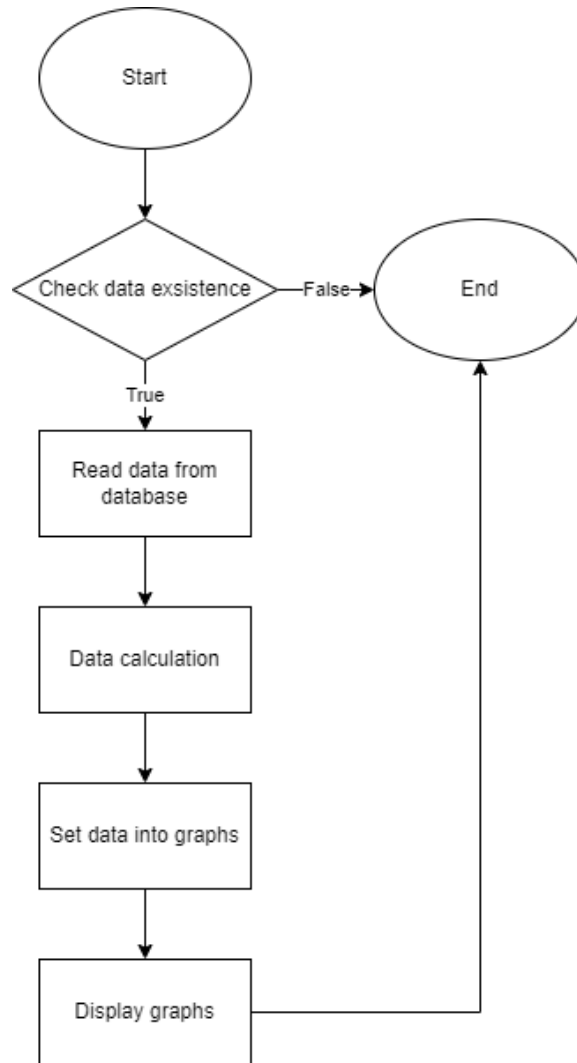 Start
Check data exsistence
False
End
True
Read data from
database
Data calculation
Set data into graphs
Display graphs